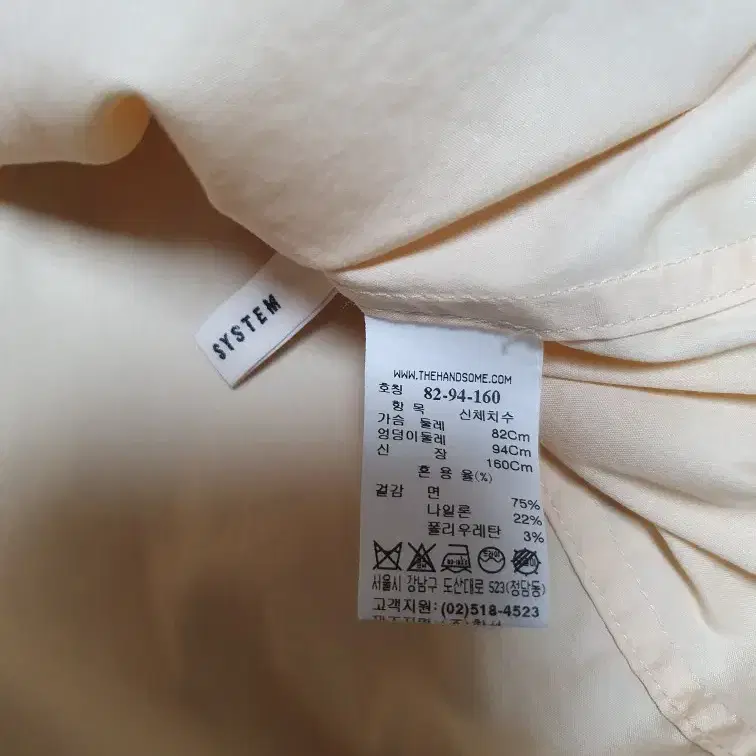 SYSTEM
WWW.THEHANDSOME.COM
호칭 82-94-160
항 목 신체치수
가슴 둘레 82Cm
엉덩이둘레 94Cm
신 장 160Cm
혼 용 율(%)
겉감 면 75%
나일론 22%
폴리우레탄 3%
드라이
서울시 강남구 도산대로 523(청담동)
고객지원: (02)518-4523